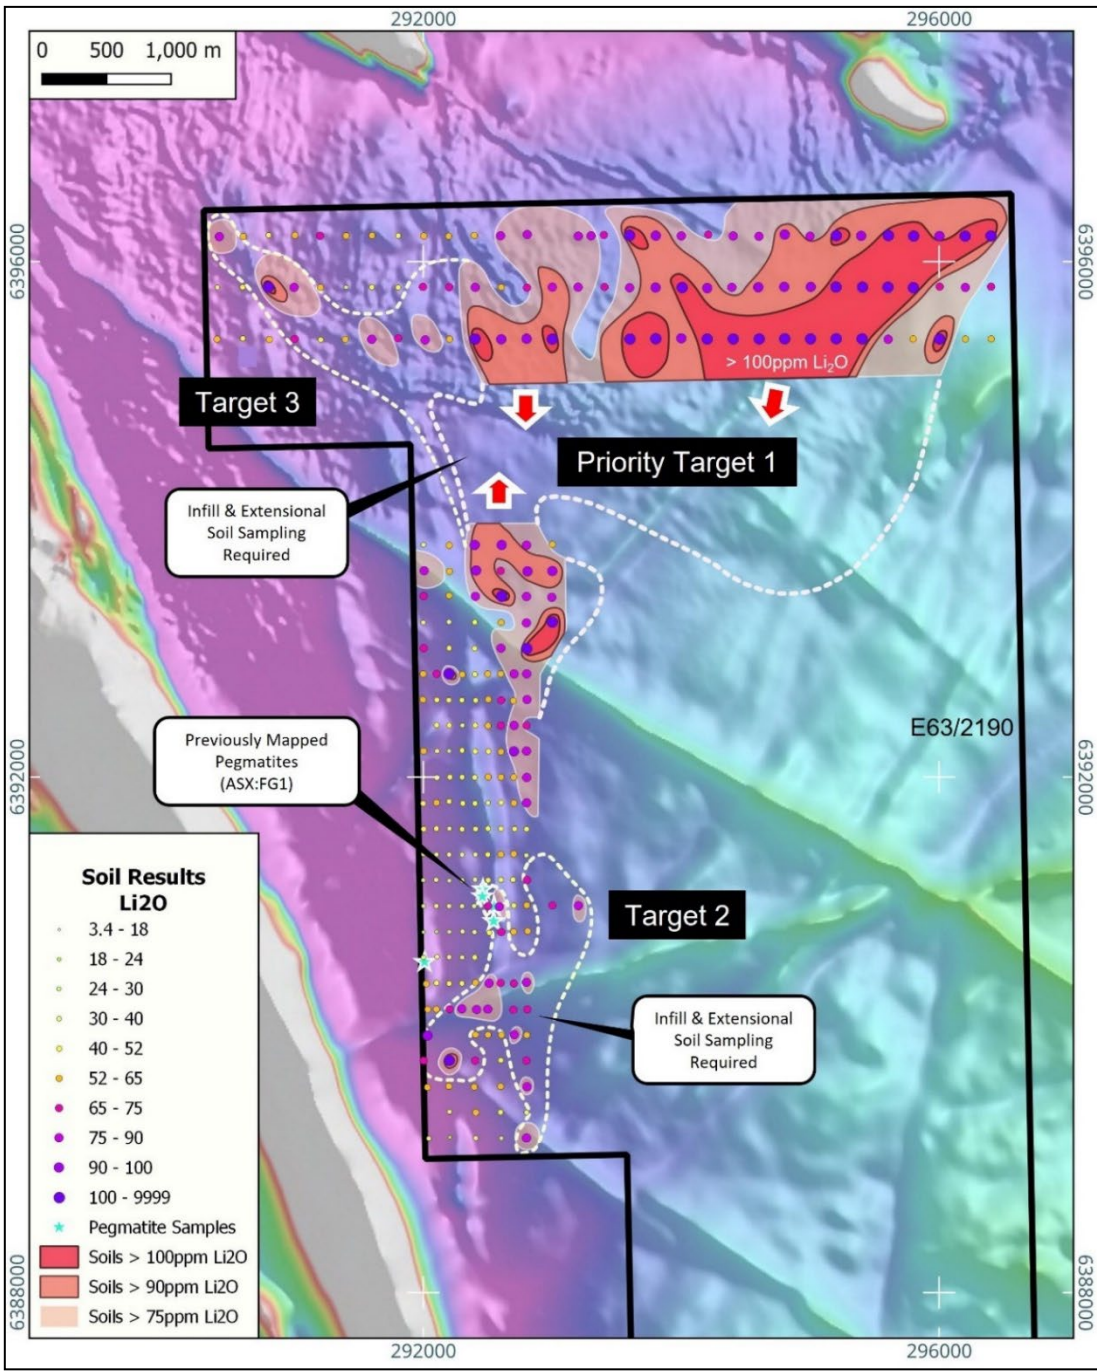 292000
296000
0 500 1,000 m
6396000
6396000
> 100ppm Li2O
Target 3
Priority Target 1
Infill & Extensional
Soil Sampling
Required
E63/2190
Previously Mapped
Pegmatites
(ASX:FG1)
6392000
6392000
Target 2
Infill & Extensional
Soil Sampling
Required
Soil Results
Li2O
3.4 - 18
18 - 24
24 - 30
30 - 40
40 - 52
52 - 65
65 - 75
75 - 90
90 - 100
100 - 9999
Pegmatite Samples
Soils > 100ppm Li2O
Soils > 90ppm Li2O
Soils > 75ppm Li2O
6388000
6388000
292000
296000